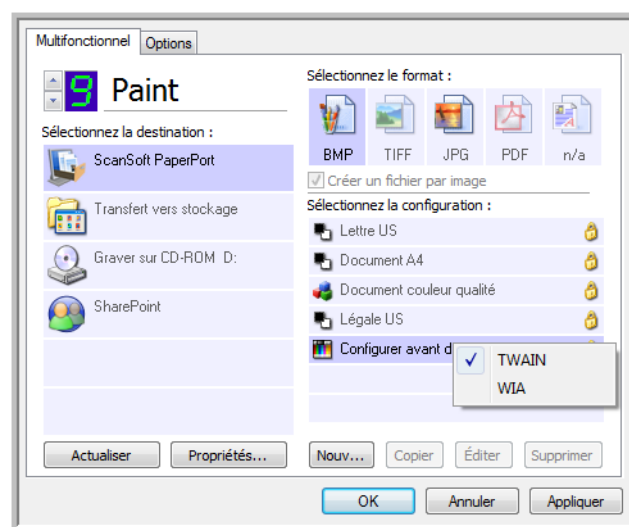 Multifonctionnel Options
9 Paint
Sélectionnez la destination :
ScanSoft PaperPort
Transfert vers stockage
Graver sur CD-ROM D:
SharePoint
Actualiser Propriétés...
Sélectionnez le format :
BMP TIFF JPG PDF n/a
Créer un fichier par image
Sélectionnez la configuration :
Lettre US
Document A4
Document couleur qualité
Légale US
Configurer avant d
TWAIN
WIA
Nouv... Copier Éditer Supprimer
OK Annuler Appliquer